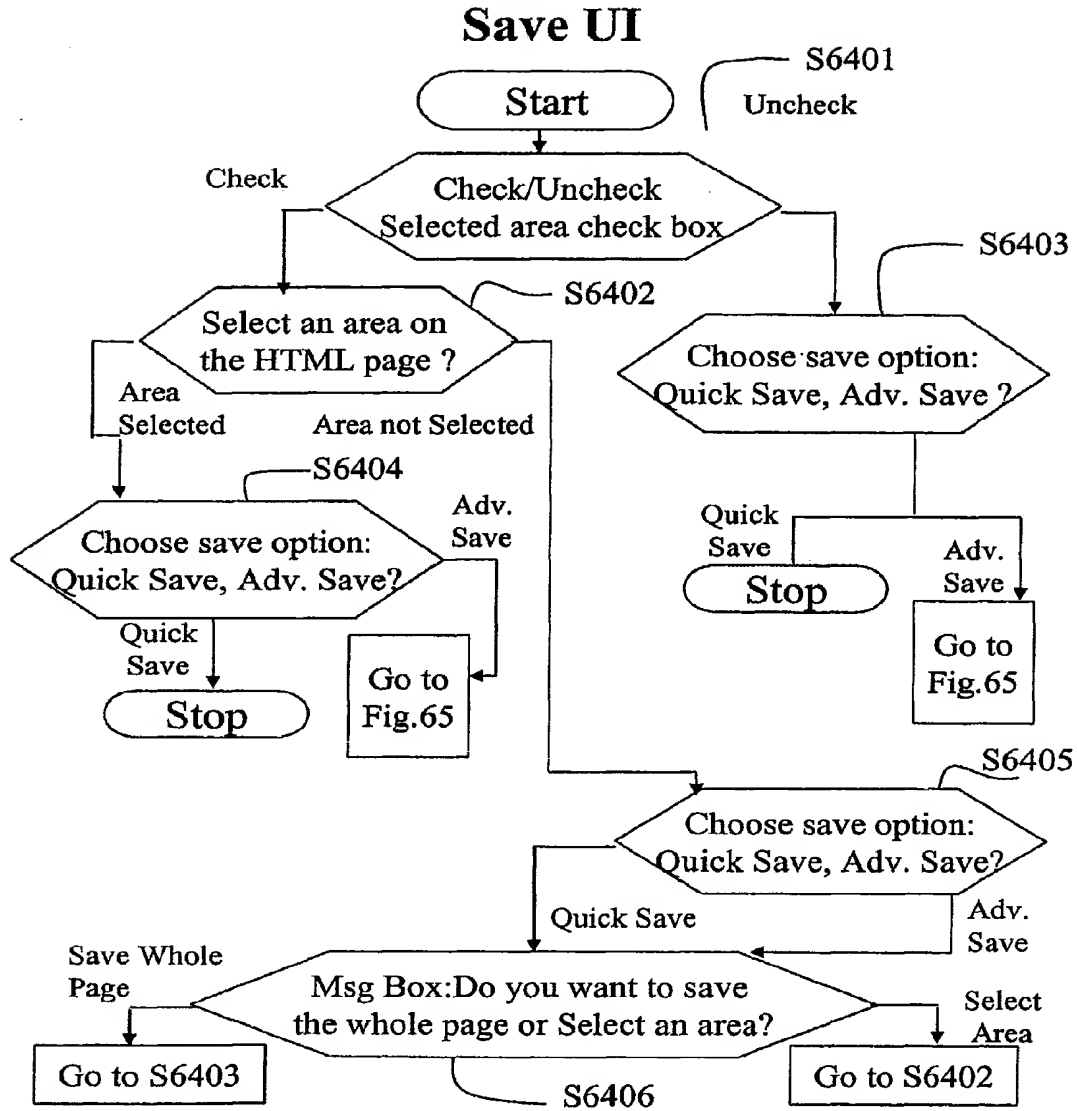 Save UI
S6401
Start
Uncheck
Check
Check/Uncheck
Selected area check box
S6403
S6402
Select an area on
the HTML page ?
Choose save option:
Quick Save, Adv. Save ?
Area
Selected
Area not Selected
S6404
Adv.
Save
Choose save option:
Quick Save, Adv. Save?
Quick
Save
Stop
Adv.
Save
Go to
Fig.65
Quick
Save
Stop
Go to
Fig.65
S6405
Choose save option:
Quick Save, Adv. Save?
Quick Save
Adv.
Save
Save Whole
Page
Msg Box:Do you want to save
the whole page or Select an area?
Select
Area
Go to S6403
Go to S6402
S6406